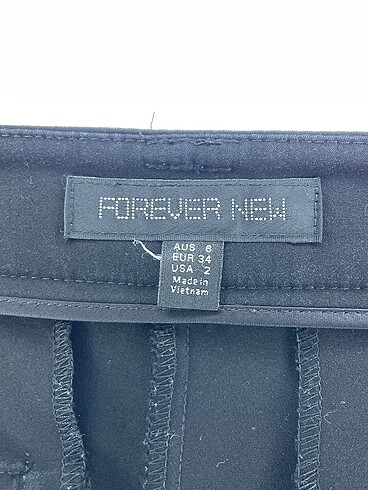 FOREVER NEW
AUS 6
EUR 34
USA 2
Made in
Vietnam